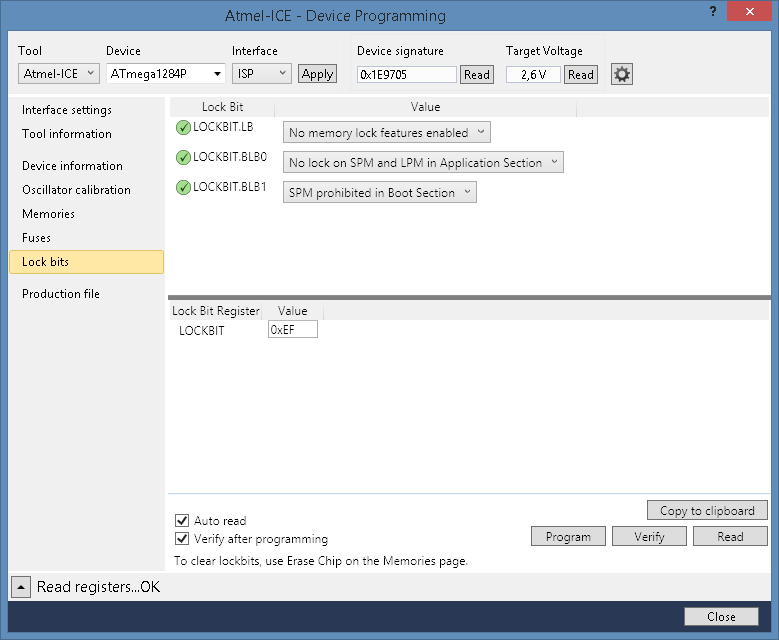 Atmel-ICE - Device Programming
?
Tool Device Interface Device signature Target Voltage
Atmel-ICE ATmega1284P ISP Apply 0x1E9705 Read 2,6 V Read
Interface settings
Tool information
Device information
Oscillator calibration
Memories
Fuses
Lock bits
Production file
Lock Bit Value
LOCKBIT.LB No memory lock features enabled
LOCKBIT.BLB0 No lock on SPM and LPM in Application Section
LOCKBIT.BLB1 SPM prohibited in Boot Section
Lock Bit Register Value
LOCKBIT 0xEF
Copy to clipboard
Auto read
Verify after programming
Program Verify Read
To clear lockbits, use Erase Chip on the Memories page.
Read registers...OK
Close